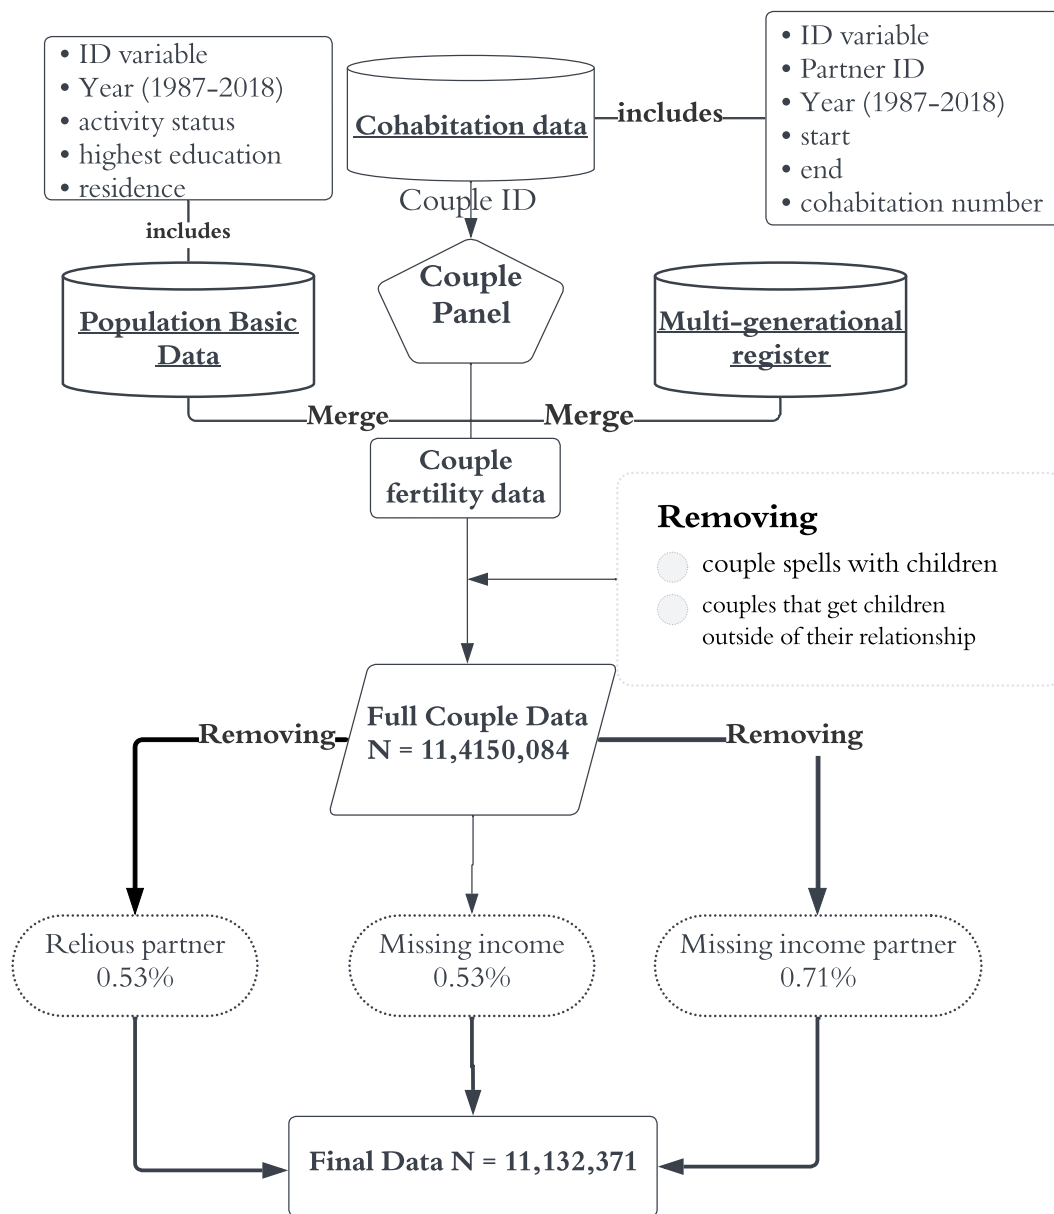 • ID variable
• Year (1987-2018)
• activity status
• highest education
• residence
includes
Cohabitation data
includes
• ID variable
• Partner ID
• Year (1987-2018)
• start
• end
• cohabitation number
Couple ID
Couple
Panel
Population Basic
Data
Multi-generational
register
Merge
Merge
Couple
fertility data
Removing
couple spells with children
couples that get children
outside of their relationship
Full Couple Data
N = 11,4150,084
Removing
Removing
Relious partner
0.53%
Missing income
0.53%
Missing income partner
0.71%
Final Data N = 11,132,371